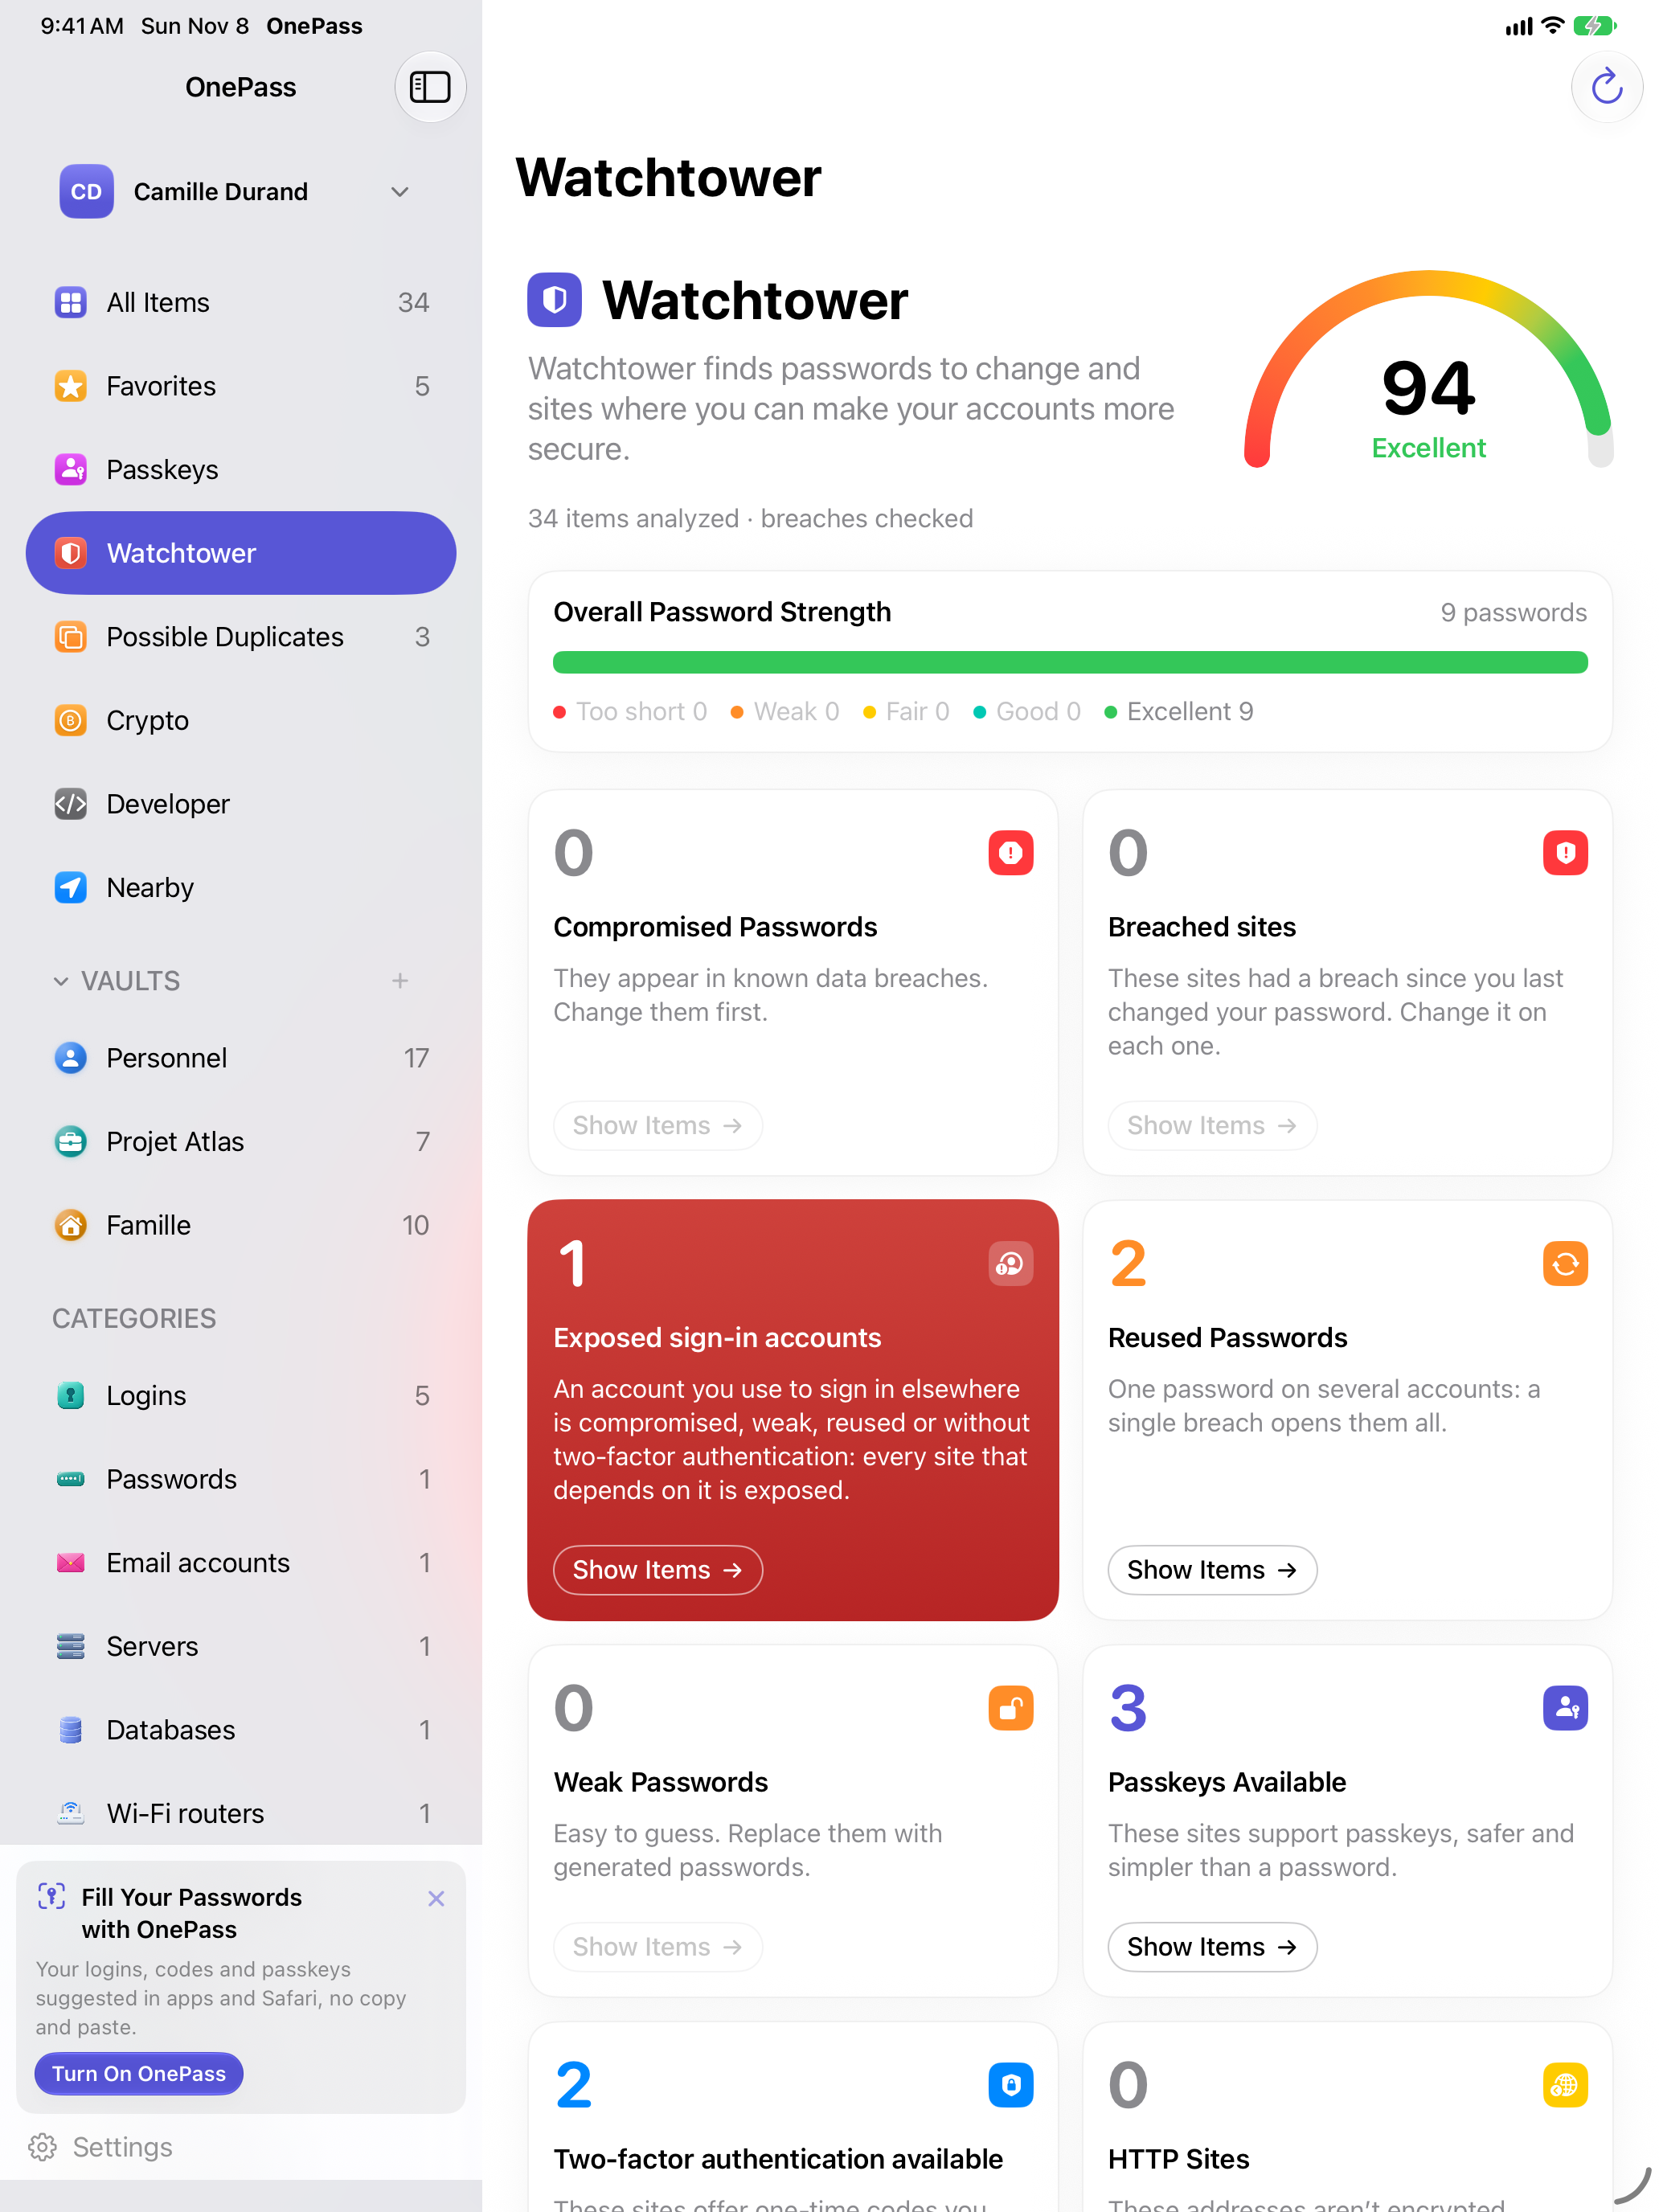 9:41 AM Sun Nov 8 OnePass
OnePass
CD Camille Durand
All Items 34
Favorites 5
Passkeys
Watchtower
Possible Duplicates 3
Crypto
Developer
Nearby
VAULTS
Personnel 17
Projet Atlas 7
Famille 10
CATEGORIES
Logins 5
Passwords 1
Email accounts 1
Servers 1
Databases 1
Wi-Fi routers 1
Fill Your Passwords
with OnePass
Your logins, codes and passkeys
suggested in apps and Safari, no copy
and paste.
Turn On OnePass
Settings
Watchtower
Watchtower
Watchtower finds passwords to change and
sites where you can make your accounts more
secure.
34 items analyzed · breaches checked
94
Excellent
Overall Password Strength 9 passwords
Too short 0 Weak 0 Fair 0 Good 0 Excellent 9
0
Compromised Passwords
They appear in known data breaches.
Change them first.
Show Items →
0
Breached sites
These sites had a breach since you last
changed your password. Change it on
each one.
Show Items →
1
Exposed sign-in accounts
An account you use to sign in elsewhere
is compromised, weak, reused or without
two-factor authentication: every site that
depends on it is exposed.
Show Items →
2
Reused Passwords
One password on several accounts: a
single breach opens them all.
Show Items →
0
Weak Passwords
Easy to guess. Replace them with
generated passwords.
Show Items →
3
Passkeys Available
These sites support passkeys, safer and
simpler than a password.
Show Items →
2
Two-factor authentication available
These sites offer one-time codes you
0
HTTP Sites
These addresses aren't encrypted